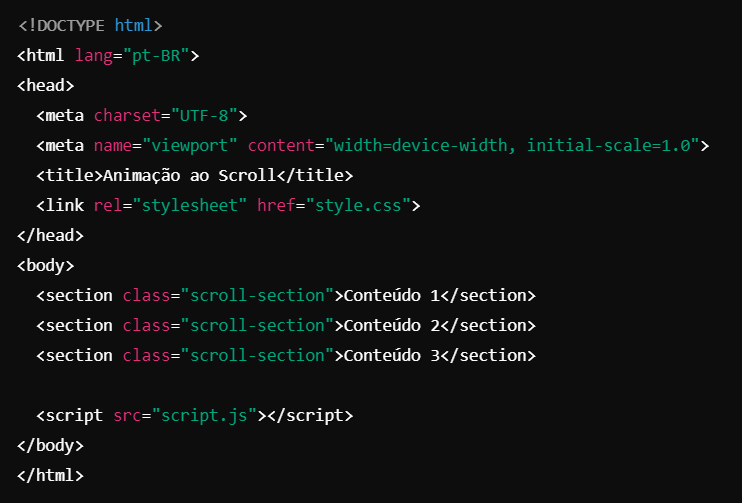 <!DOCTYPE html>
<html lang="pt-BR">
<head>
  <meta charset="UTF-8">
  <meta name="viewport" content="width=device-width, initial-scale=1.0">
  <title>Animação ao Scroll</title>
  <link rel="stylesheet" href="style.css">
</head>
<body>
  <section class="scroll-section">Conteúdo 1</section>
  <section class="scroll-section">Conteúdo 2</section>
  <section class="scroll-section">Conteúdo 3</section>

  <script src="script.js"></script>
</body>
</html>